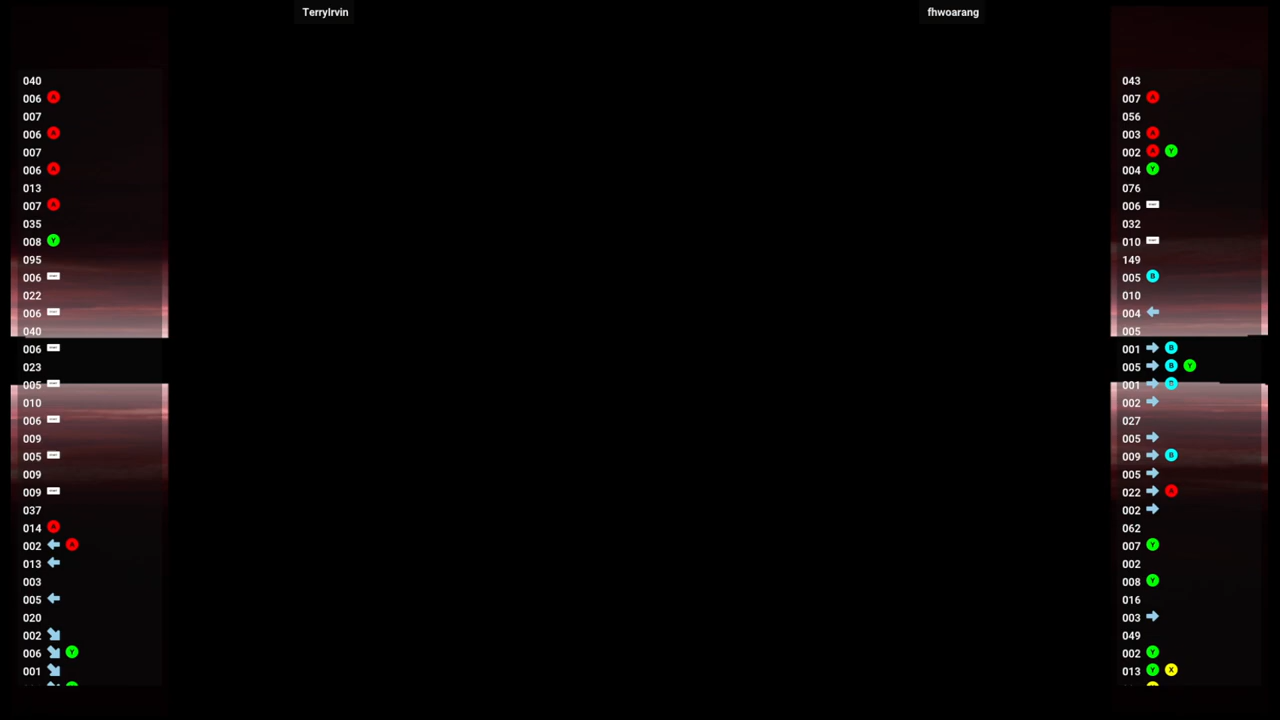 TerryIrvin
fhwoarang
040
006 A
007
006 A
007
006 A
013
007 A
035
008 Y
095
006
022
006
040
006
023
005
010
006
009
005
009
009
037
014 A
002 A
013
003
005
020
002
006 Y
001
043
007 A
056
003 A
002 A Y
004 Y
076
006
032
010
149
005 B
010
004
005
001 B
005 B Y
001 B
002
027
005
009 B
005
022 A
002
062
007 Y
002
008 Y
016
003
049
002 Y
013 Y X